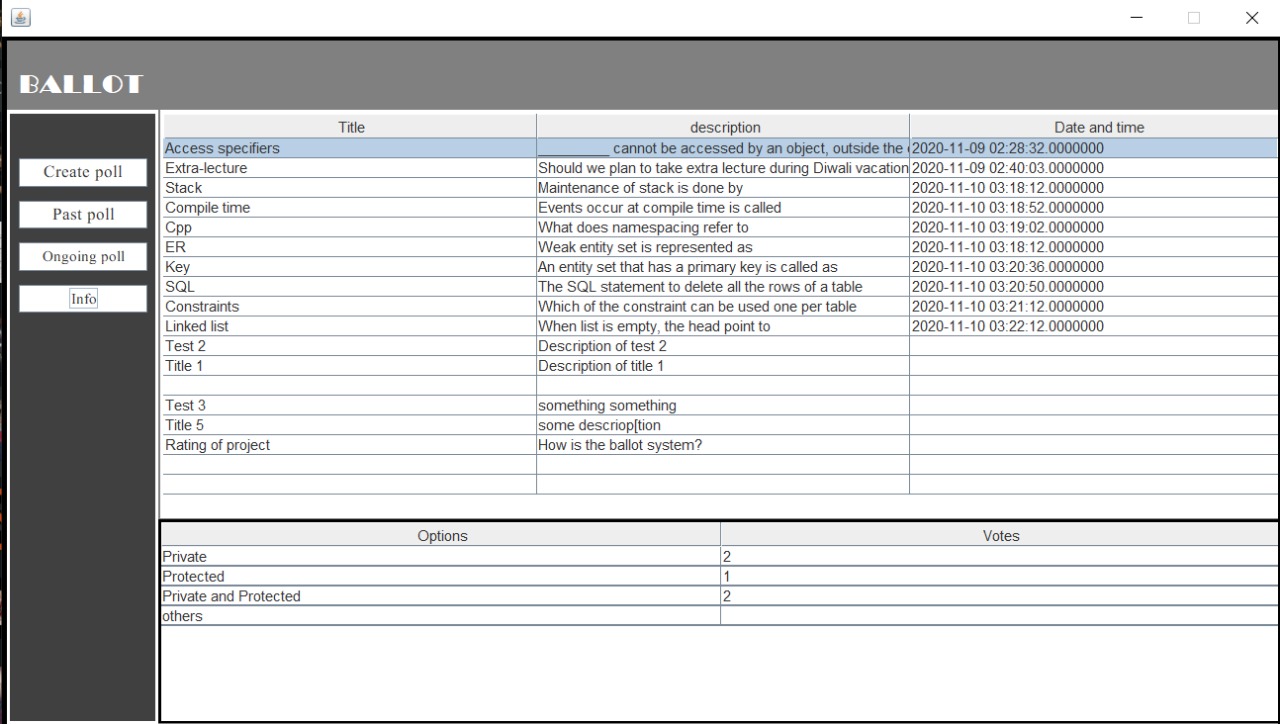 BALLOT
Create poll
Past poll
Ongoing poll
Info
Title description Date and time
Access specifiers _________ cannot be accessed by an object, outside the 2020-11-09 02:28:32.0000000
Extra-lecture Should we plan to take extra lecture during Diwali vacation 2020-11-09 02:40:03.0000000
Stack Maintenance of stack is done by 2020-11-10 03:18:12.0000000
Compile time Events occur at compile time is called 2020-11-10 03:18:52.0000000
Cpp What does namespacing refer to 2020-11-10 03:19:02.0000000
ER Weak entity set is represented as 2020-11-10 03:18:12.0000000
Key An entity set that has a primary key is called as 2020-11-10 03:20:36.0000000
SQL The SQL statement to delete all the rows of a table 2020-11-10 03:20:50.0000000
Constraints Which of the constraint can be used one per table 2020-11-10 03:21:12.0000000
Linked list When list is empty, the head point to 2020-11-10 03:22:12.0000000
Test 2 Description of test 2
Title 1 Description of title 1
Test 3 something something
Title 5 some descriop[tion
Rating of project How is the ballot system?
Options Votes
Private 2
Protected 1
Private and Protected 2
others